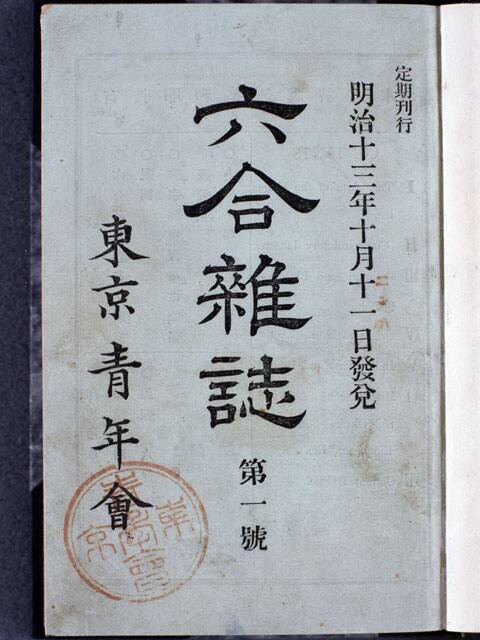 定期刊行
明治十三年十月十一日發兌
六合雜誌
第一號
東京青年會